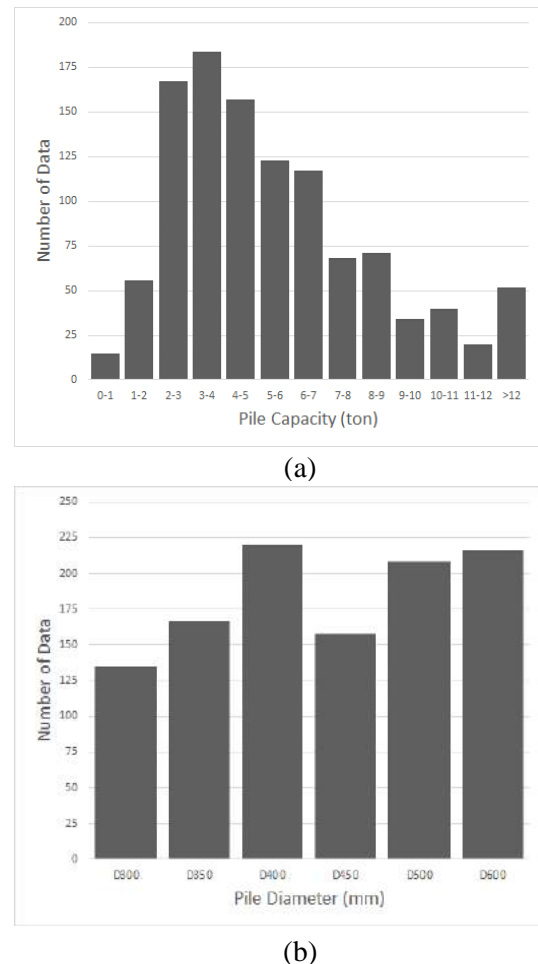 200
175
150
125
100
75
50
25
0
Number of Data
0-1 1-2 2-3 3-4 4-5 5-6 6-7 7-8 8-9 9-10 10-11 11-12 >12
Pile Capacity (ton)
(a)
250
225
200
175
150
125
100
75
50
25
0
Number of Data
D300 D350 D400 D450 D500 D600
Pile Diameter (mm)
(b)